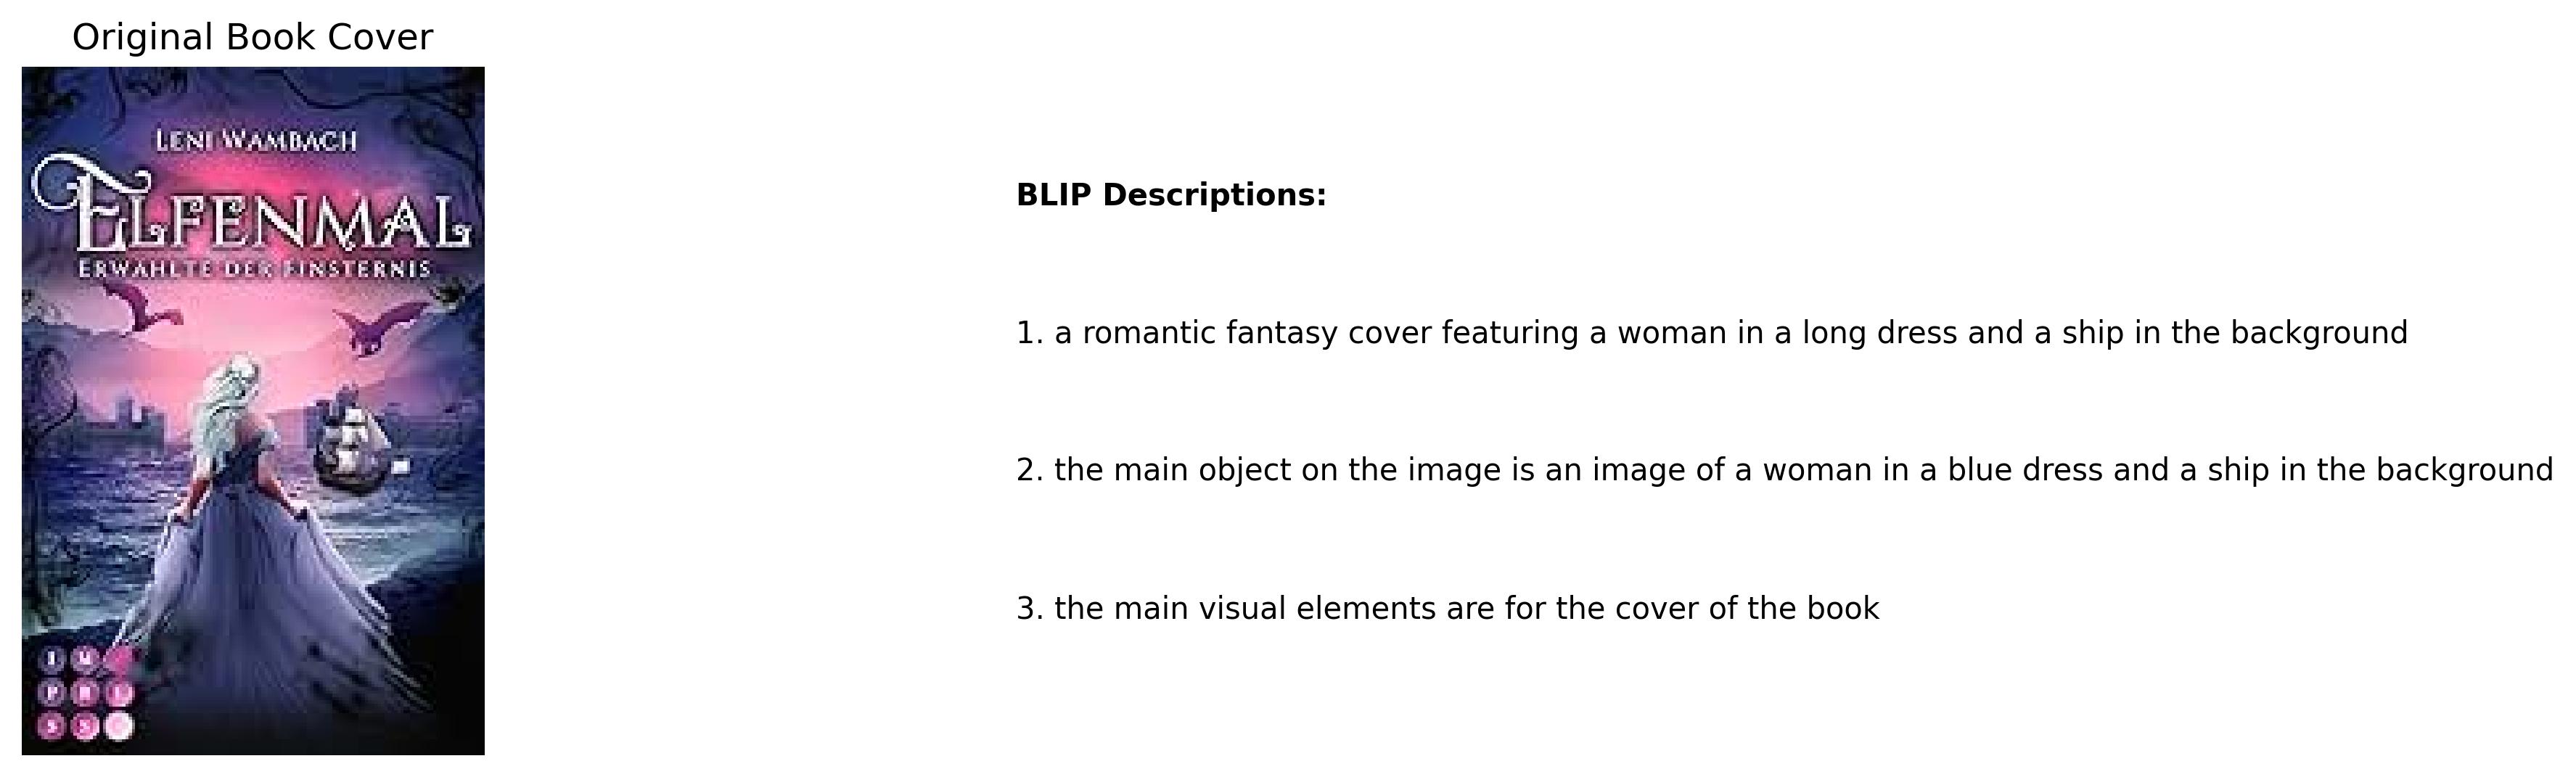 Original Book Cover
LENI WAMBACH
ELFENMAL
ERWÄHLTE DER FINSTERNIS
I M
P R E
S S
BLIP Descriptions:
1. a romantic fantasy cover featuring a woman in a long dress and a ship in the background
2. the main object on the image is an image of a woman in a blue dress and a ship in the background
3. the main visual elements are for the cover of the book